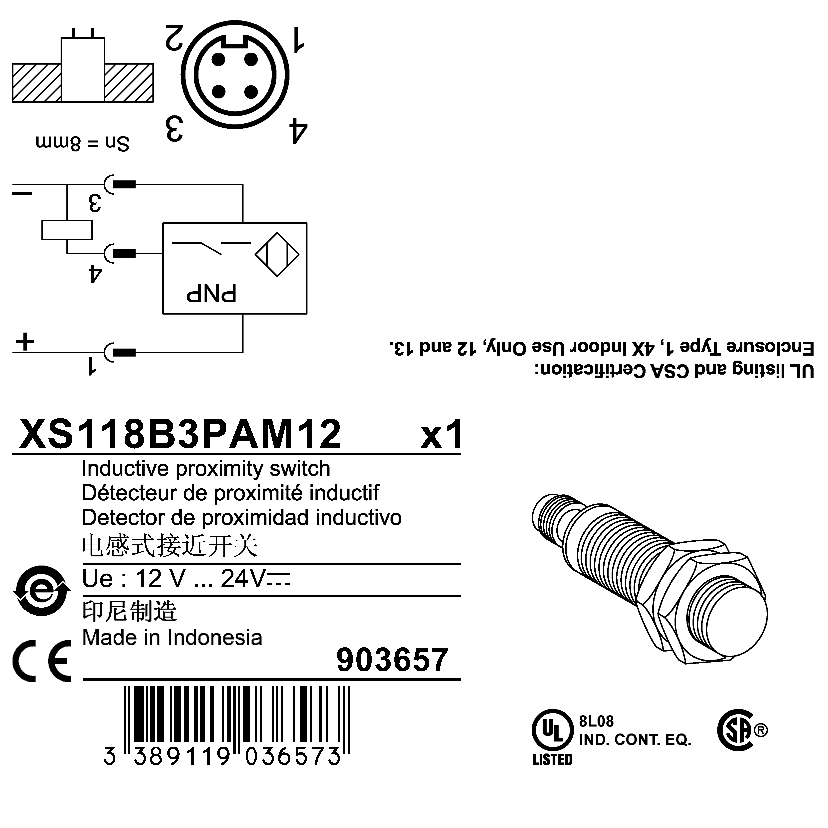 2 1
3 4
Sn = 8mm
− 3
4
PNP
+ 1
UL listing and CSA Certification:
Enclosure Type 1, 4X Indoor Use Only, 12 and 13.
XS118B3PAM12 x1
Inductive proximity switch
Détecteur de proximité inductif
Detector de proximidad inductivo
电感式接近开关
e
Ue : 12 V ... 24V⎓
印尼制造
Made in Indonesia
CE
903657
3 389119 036573
UL
LISTED
8L08
IND. CONT. EQ.
SA ®